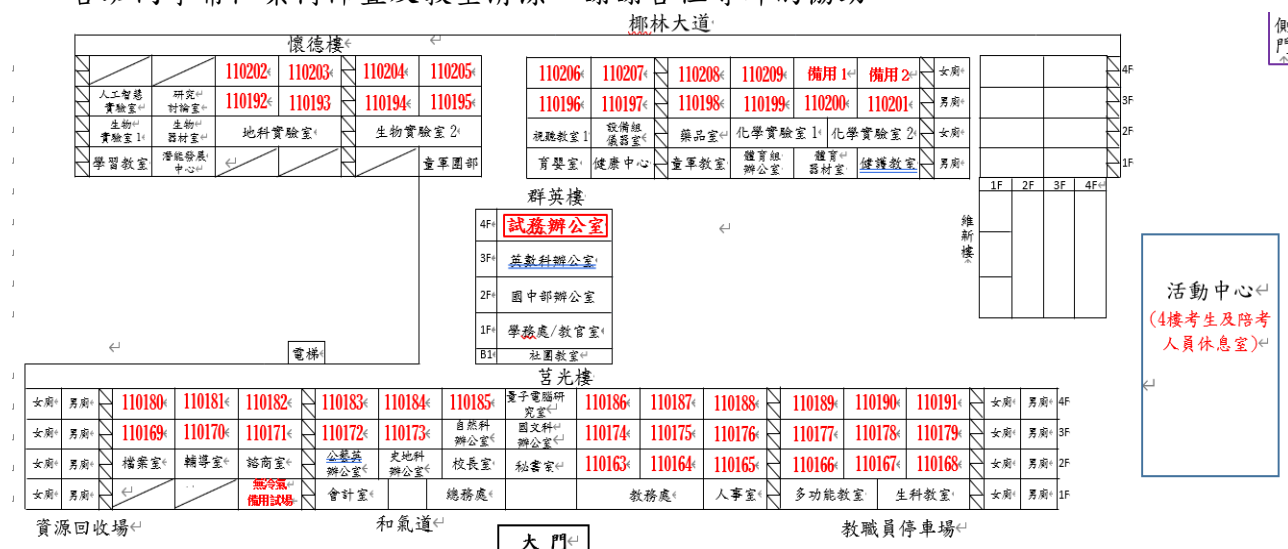 椰林大道
側門
懷德樓
110202 110203 110204 110205 110206 110207 110208 110209 備用1 備用2 女廁 4F
人工智慧實驗室 研究討論室 110192 110193 110194 110195 110196 110197 110198 110199 110200 110201 男廁 3F
生物實驗室1 生物器材室 地科實驗室 生物實驗室2 視聽教室1 設備組儀器室 藥品室 化學實驗室1 化學實驗室2 女廁 2F
學習教室 潛能發展中心 童軍團部 育嬰室 健康中心 童軍教室 體育組辦公室 體育器材室 健護教室 男廁 1F
1F 2F 3F 4F
群英樓
維新樓
4F 試務辦公室
3F 英數科辦公室
2F 國中部辦公室
1F 學務處/教官室
B1 社團教室
活動中心
(4樓考生及陪考人員休息室)
電梯
莒光樓
女廁 男廁 110180 110181 110182 110183 110184 110185 量子電腦研究室 110186 110187 110188 110189 110190 110191 女廁 男廁 4F
女廁 男廁 110169 110170 110171 110172 110173 自然科辦公室 國文科辦公室 110174 110175 110176 110177 110178 110179 女廁 男廁 3F
女廁 男廁 檔案室 輔導室 諮商室 公藝英辦公室 史地科辦公室 校長室 秘書室 110163 110164 110165 110166 110167 110168 女廁 男廁 2F
女廁 男廁 無冷氣備用試場 會計室 總務處 教務處 人事室 多功能教室 生科教室 女廁 男廁 1F
資源回收場 和氣道 大門 教職員停車場